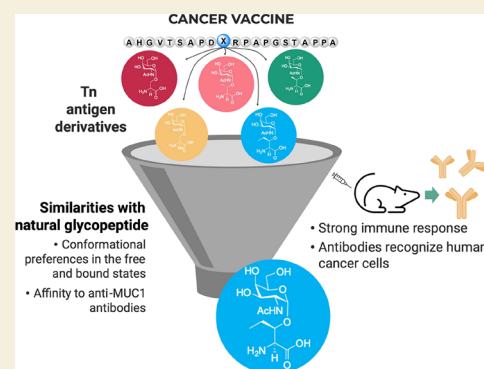 CANCER VACCINE
AHGVTSAPDXRPAPGSTAPPA
Tn
antigen
derivatives
Similarities with
natural glycopeptide
• Conformational
preferences in the free
and bound states
• Affinity to anti-MUC1
antibodies
• Strong immune response
• Antibodies recognize human
cancer cells
HO OH
HO
AcHN
O
O
OH
H₂N
O